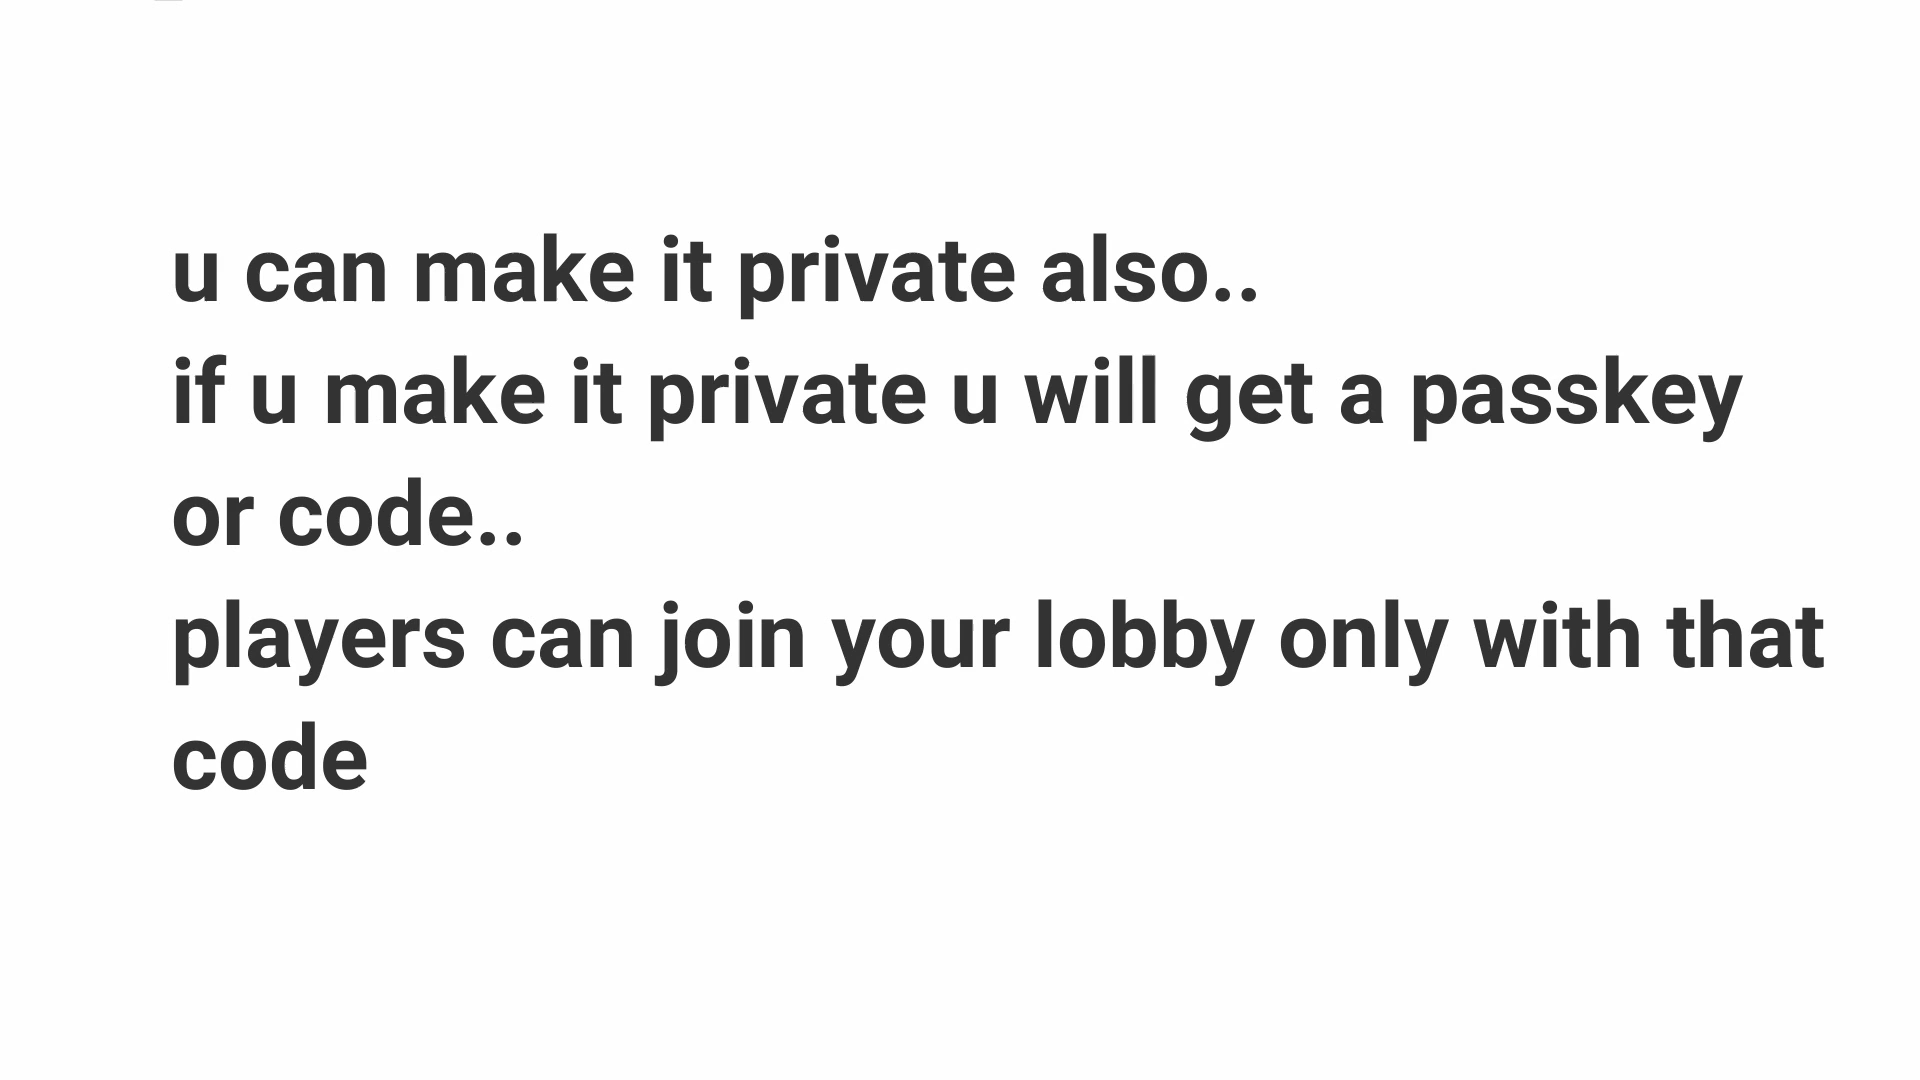 u can make it private also..
if u make it private u will get a passkey
or code..
players can join your lobby only with that
code